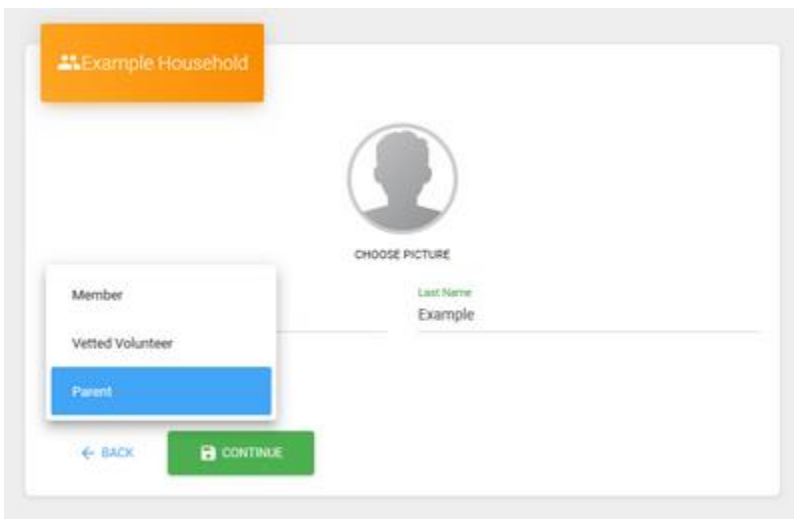 Example Household
CHOOSE PICTURE
Member
Last Name
Example
Vetted Volunteer
Parent
BACK
CONTINUE